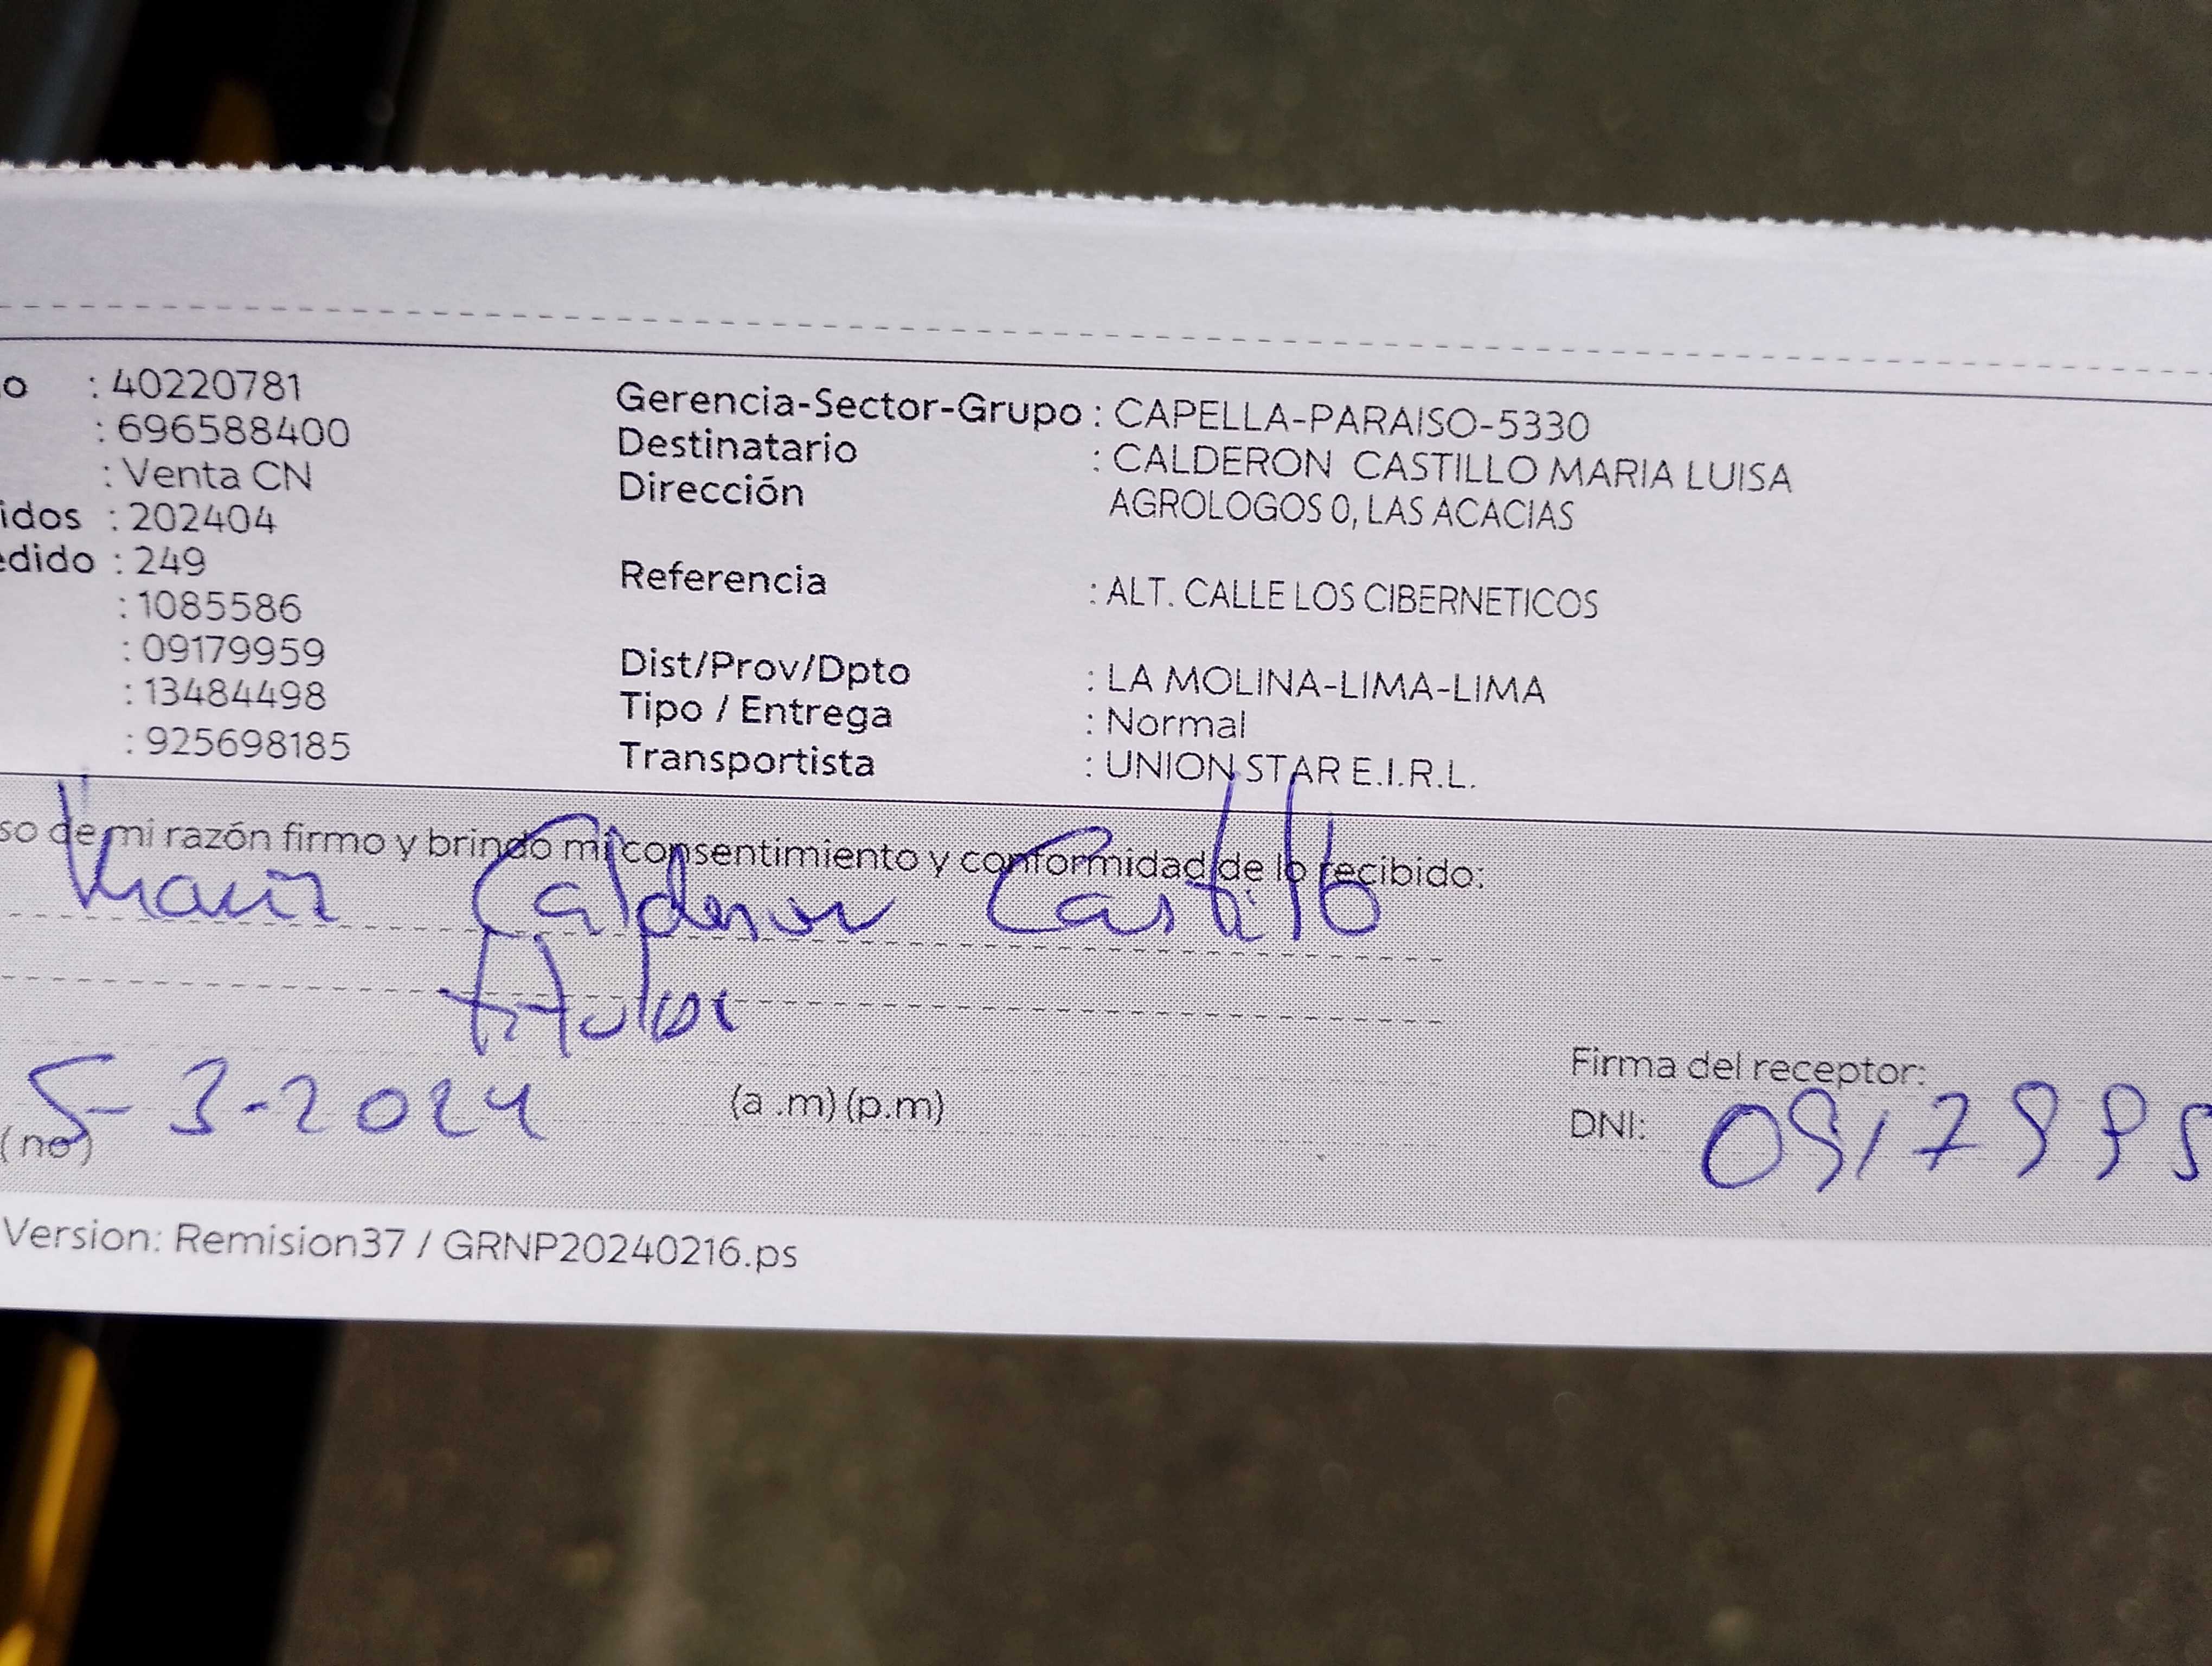 o : 40220781 Gerencia-Sector-Grupo : CAPELLA-PARAISO-5330
: 696588400 Destinatario : CALDERON CASTILLO MARIA LUISA
: Venta CN Dirección AGROLOGOS 0, LAS ACACIAS
idos : 202404
edido : 249 Referencia : ALT. CALLE LOS CIBERNETICOS
: 1085586
: 09179959 Dist/Prov/Dpto : LA MOLINA-LIMA-LIMA
: 13484498 Tipo / Entrega : Normal
: 925698185 Transportista : UNION STAR E.I.R.L.
so de mi razón firmo y brindo mi consentimiento y conformidad de lo recibido:
Maria Calderon Castillo
titular
Firma del receptor:
5-3-2024 (a .m) (p.m) DNI: 0917995
(no)
Version: Remision37 / GRNP20240216.ps